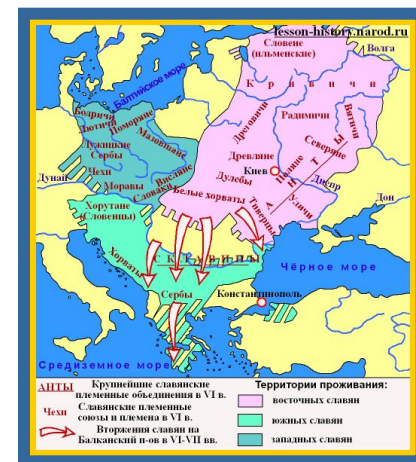 lesson-history.narod.ru
Словене
(ильменские)
Волга
Кривичи
Балтийское море
Бодричи
Лютичи
Поморяне
Мазовшане
Лужицкие
Сербы
Висляне
Чехи
Моравы
Словаки
Дунай
Хорутане
(Словенцы)
Хорваты
Дреговичи
Радимичи
Вятичи
Северяне
Древляне
Поляне
Киев
Днепр
Дулебы
Белые хорваты
АНТЫ
Уличи
Тиверцы
Дон
СКЛАВИНЫ
Чёрное море
Сербы
Константинополь
Средиземное море
АНТЫ Крупнейшие славянские
племенные объединения в VI в.
Чехи Славянские племенные
союзы и племена в VI в.
Вторжения славян на
Балканский п-ов в VI-VII вв.
Территории проживания:
восточных славян
южных славян
западных славян